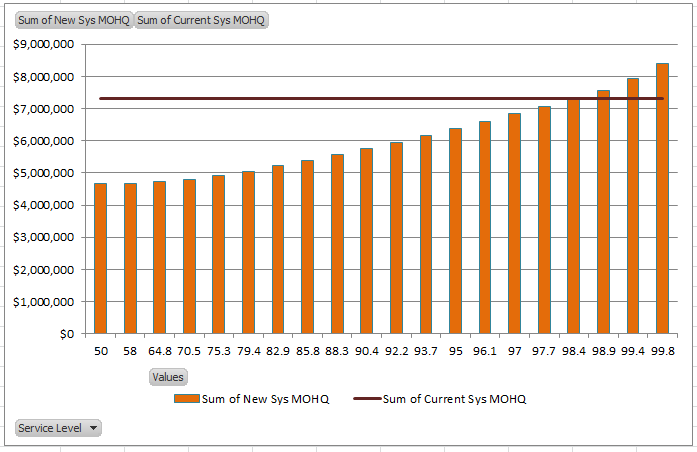 Sum of New Sys MOHQ Sum of Current Sys MOHQ
$9,000,000
$8,000,000
$7,000,000
$6,000,000
$5,000,000
$4,000,000
$3,000,000
$2,000,000
$1,000,000
$0
50 58 64.8 70.5 75.3 79.4 82.9 85.8 88.3 90.4 92.2 93.7 95 96.1 97 97.7 98.4 98.9 99.4 99.8
Values
Sum of New Sys MOHQ Sum of Current Sys MOHQ
Service Level